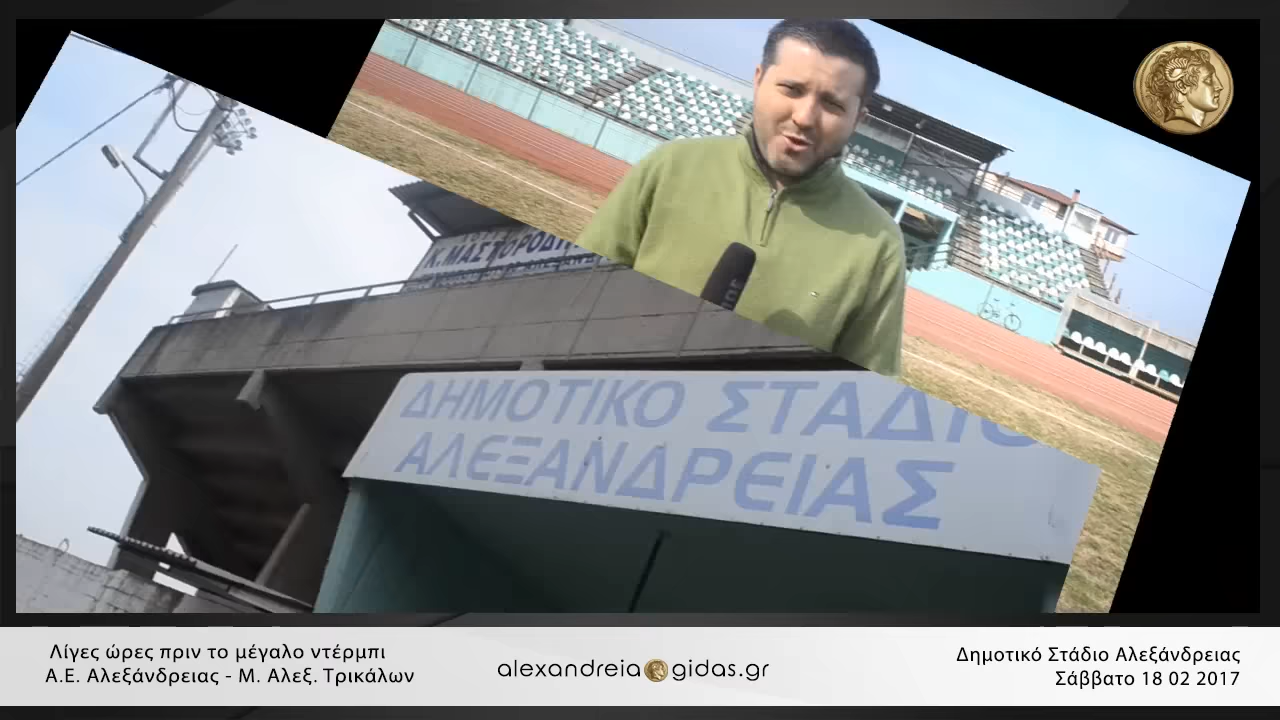 Κ.ΜΑΣΤΟΡΟΔΗ
ΔΗΜΟΤΙΚΟ ΣΤΑΔΙΟ
ΑΛΕΞΑΝΔΡΕΙΑΣ
Λίγες ώρες πριν το μέγαλο ντέρμπι
Α.Ε. Αλεξάνδρειας - Μ. Αλεξ. Τρικάλων
alexandreia gidas.gr
Δημοτικό Στάδιο Αλεξάνδρειας
Σάββατο 18 02 2017